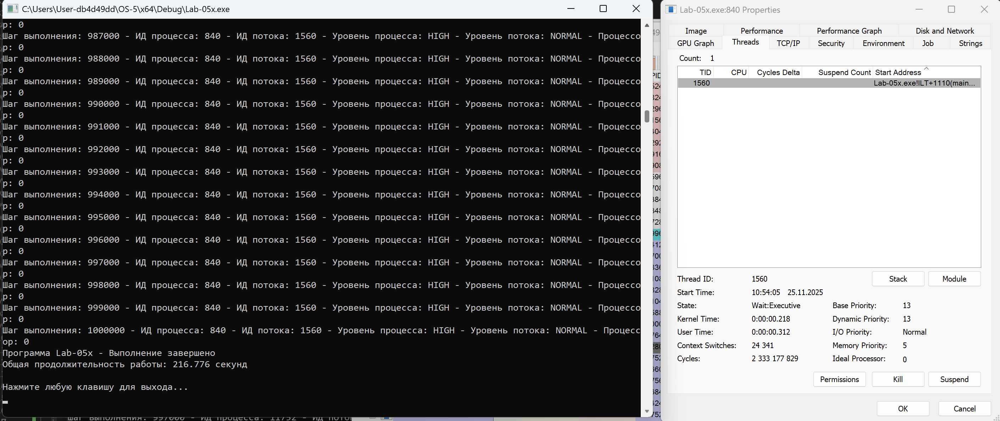 C:\Users\User-db4d49dd\OS-5\x64\Debug\Lab-05x.exe
р: 0
Шаг выполнения: 987000 - ИД процесса: 840 - ИД потока: 1560 - Уровень процесса: HIGH - Уровень потока: NORMAL - Процессо
р: 0
Шаг выполнения: 988000 - ИД процесса: 840 - ИД потока: 1560 - Уровень процесса: HIGH - Уровень потока: NORMAL - Процессо
р: 0
Шаг выполнения: 989000 - ИД процесса: 840 - ИД потока: 1560 - Уровень процесса: HIGH - Уровень потока: NORMAL - Процессо
р: 0
Шаг выполнения: 990000 - ИД процесса: 840 - ИД потока: 1560 - Уровень процесса: HIGH - Уровень потока: NORMAL - Процессо
р: 0
Шаг выполнения: 991000 - ИД процесса: 840 - ИД потока: 1560 - Уровень процесса: HIGH - Уровень потока: NORMAL - Процессо
р: 0
Шаг выполнения: 992000 - ИД процесса: 840 - ИД потока: 1560 - Уровень процесса: HIGH - Уровень потока: NORMAL - Процессо
р: 0
Шаг выполнения: 993000 - ИД процесса: 840 - ИД потока: 1560 - Уровень процесса: HIGH - Уровень потока: NORMAL - Процессо
р: 0
Шаг выполнения: 994000 - ИД процесса: 840 - ИД потока: 1560 - Уровень процесса: HIGH - Уровень потока: NORMAL - Процессо
р: 0
Шаг выполнения: 995000 - ИД процесса: 840 - ИД потока: 1560 - Уровень процесса: HIGH - Уровень потока: NORMAL - Процессо
р: 0
Шаг выполнения: 996000 - ИД процесса: 840 - ИД потока: 1560 - Уровень процесса: HIGH - Уровень потока: NORMAL - Процессо
р: 0
Шаг выполнения: 997000 - ИД процесса: 840 - ИД потока: 1560 - Уровень процесса: HIGH - Уровень потока: NORMAL - Процессо
р: 0
Шаг выполнения: 998000 - ИД процесса: 840 - ИД потока: 1560 - Уровень процесса: HIGH - Уровень потока: NORMAL - Процессо
р: 0
Шаг выполнения: 999000 - ИД процесса: 840 - ИД потока: 1560 - Уровень процесса: HIGH - Уровень потока: NORMAL - Процессо
р: 0
Шаг выполнения: 1000000 - ИД процесса: 840 - ИД потока: 1560 - Уровень процесса: HIGH - Уровень потока: NORMAL - Процесс
ор: 0
Программа Lab-05x - Выполнение завершено
Общая продолжительность работы: 216.776 секунд
Нажмите любую клавишу для выхода...
Lab-05x.exe:840 Properties
Image Performance Performance Graph Disk and Network
GPU Graph Threads TCP/IP Security Environment Job Strings
Count: 1
TID CPU Cycles Delta Suspend Count Start Address
1560 Lab-05x.exe!ILT+1110(main...
Thread ID: 1560 Stack Module
Start Time: 10:54:05 25.11.2025
State: Wait:Executive Base Priority: 13
Kernel Time: 0:00:00.218 Dynamic Priority: 13
User Time: 0:00:00.312 I/O Priority: Normal
Context Switches: 24 341 Memory Priority: 5
Cycles: 2 333 177 829 Ideal Processor: 0
Permissions Kill Suspend
OK Cancel